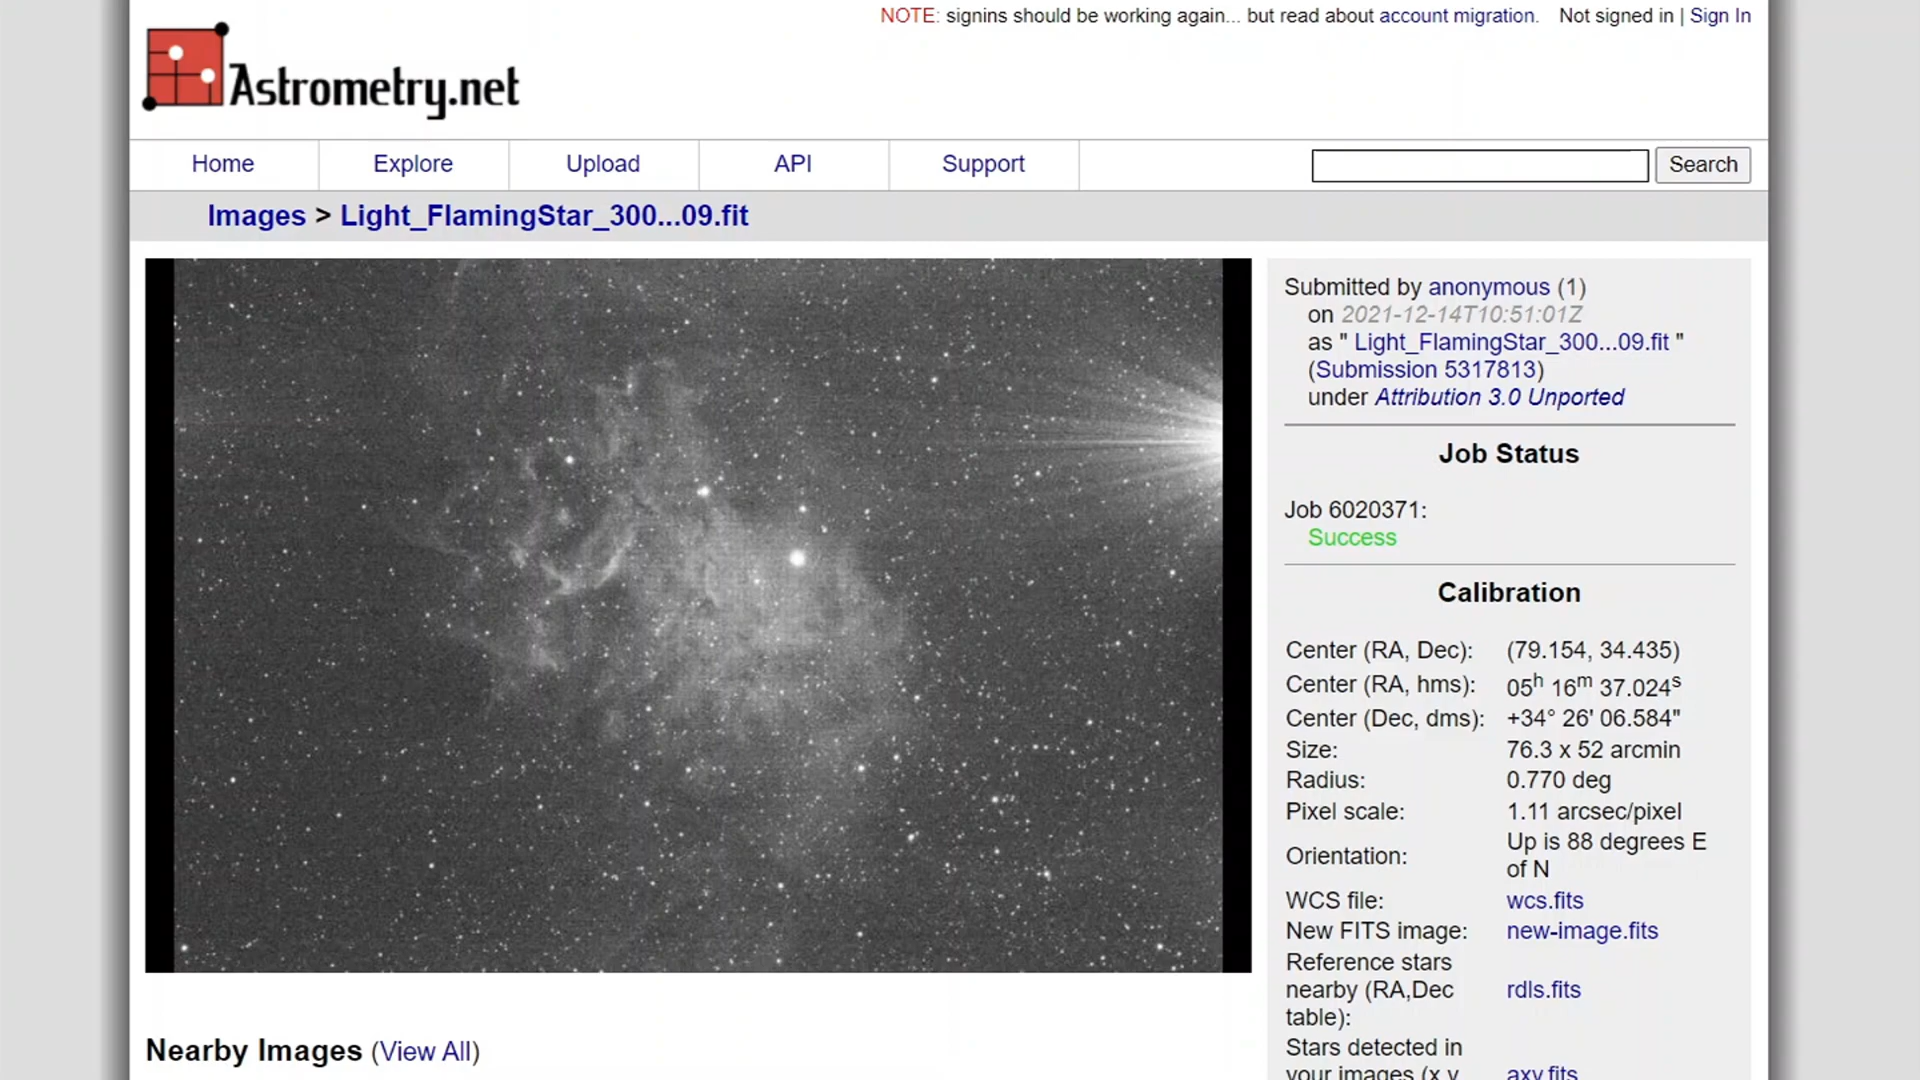 NOTE: signins should be working again... but read about account migration. Not signed in | Sign In
Astrometry.net
Home Explore Upload API Support Search
Images > Light_FlamingStar_300...09.fit
Submitted by anonymous (1)
on 2021-12-14T10:51:01Z
as " Light_FlamingStar_300...09.fit "
(Submission 5317813)
under Attribution 3.0 Unported
Job Status
Job 6020371:
Success
Calibration
Center (RA, Dec): (79.154, 34.435)
Center (RA, hms): 05h 16m 37.024s
Center (Dec, dms): +34° 26' 06.584"
Size: 76.3 x 52 arcmin
Radius: 0.770 deg
Pixel scale: 1.11 arcsec/pixel
Orientation: Up is 88 degrees E
of N
WCS file: wcs.fits
New FITS image: new-image.fits
Reference stars
nearby (RA,Dec rdls.fits
table):
Stars detected in
your images (x,y axy.fits
Nearby Images (View All)